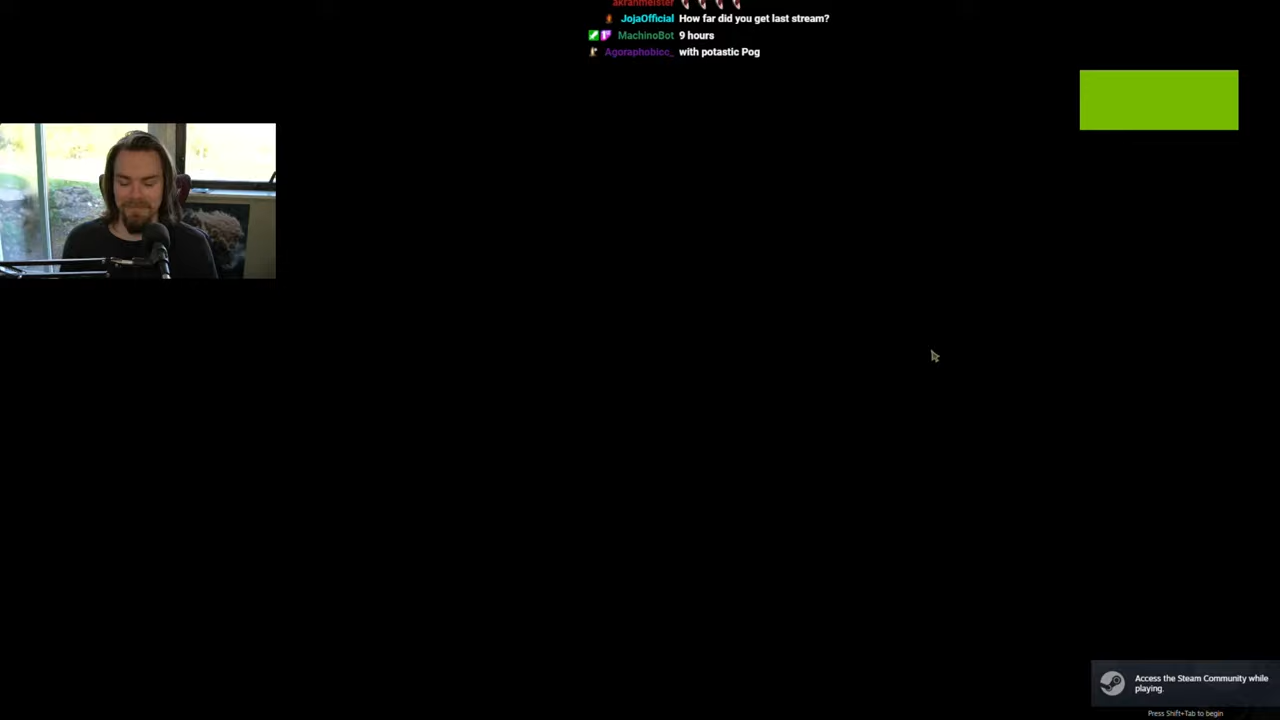 akranmeister
JojaOfficial How far did you get last stream?
MachinoBot 9 hours
Agoraphobicc_ with potastic Pog
Access the Steam Community while
playing.
Press Shift+Tab to begin